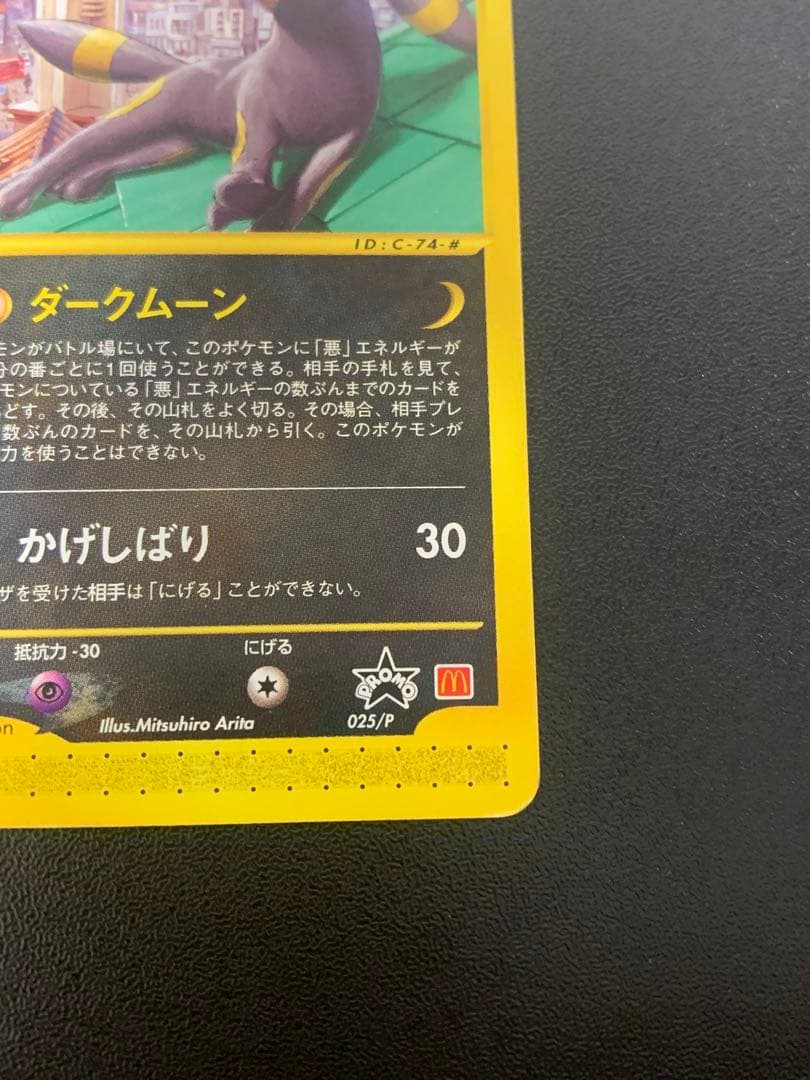 ID:C-74-#
ダークムーン
モンがバトル場にいて、このポケモンに「悪」エネルギーが
分の番ごとに1回使うことができる。相手の手札を見て、
モンについている「悪」エネルギーの数ぶんまでのカードを
どす。その後、その山札をよく切る。その場合、相手プレ
数ぶんのカードを、その山札から引く。このポケモンが
力を使うことはできない。
かげしばり 30
ザを受けた相手は「にげる」ことができない。
抵抗力-30 にげる
PROMO
025/P
on Illus.Mitsuhiro Arita